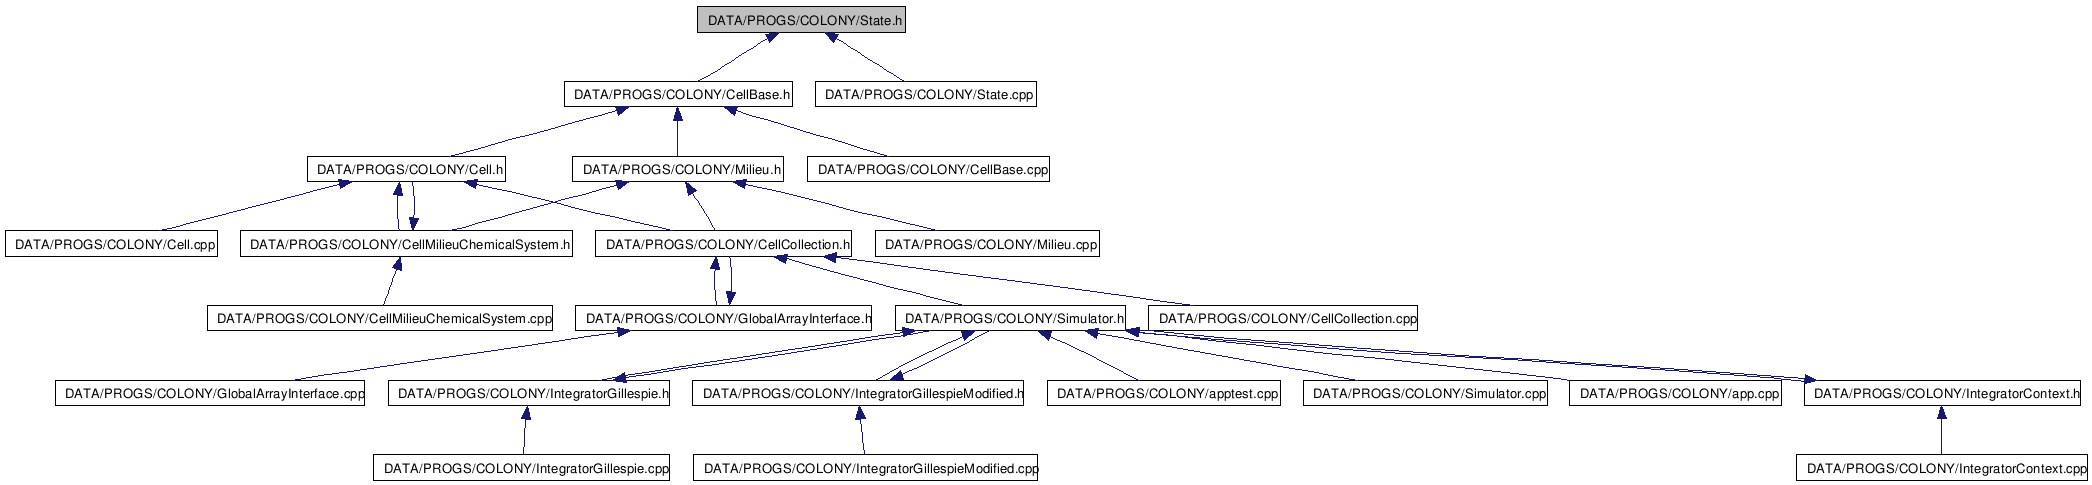 DATA/PROGS/COLONY/State.h
DATA/PROGS/COLONY/CellBase.h
DATA/PROGS/COLONY/State.cpp
DATA/PROGS/COLONY/Cell.h
DATA/PROGS/COLONY/Milieu.h
DATA/PROGS/COLONY/CellBase.cpp
DATA/PROGS/COLONY/Cell.cpp
DATA/PROGS/COLONY/CellMilieuChemicalSystem.h
DATA/PROGS/COLONY/CellCollection.h
DATA/PROGS/COLONY/Milieu.cpp
DATA/PROGS/COLONY/CellMilieuChemicalSystem.cpp
DATA/PROGS/COLONY/GlobalArrayInterface.h
DATA/PROGS/COLONY/Simulator.h
DATA/PROGS/COLONY/CellCollection.cpp
DATA/PROGS/COLONY/GlobalArrayInterface.cpp
DATA/PROGS/COLONY/IntegratorGillespie.h
DATA/PROGS/COLONY/IntegratorGillespieModified.h
DATA/PROGS/COLONY/apptest.cpp
DATA/PROGS/COLONY/Simulator.cpp
DATA/PROGS/COLONY/app.cpp
DATA/PROGS/COLONY/IntegratorContext.h
DATA/PROGS/COLONY/IntegratorGillespie.cpp
DATA/PROGS/COLONY/IntegratorGillespieModified.cpp
DATA/PROGS/COLONY/IntegratorContext.cpp